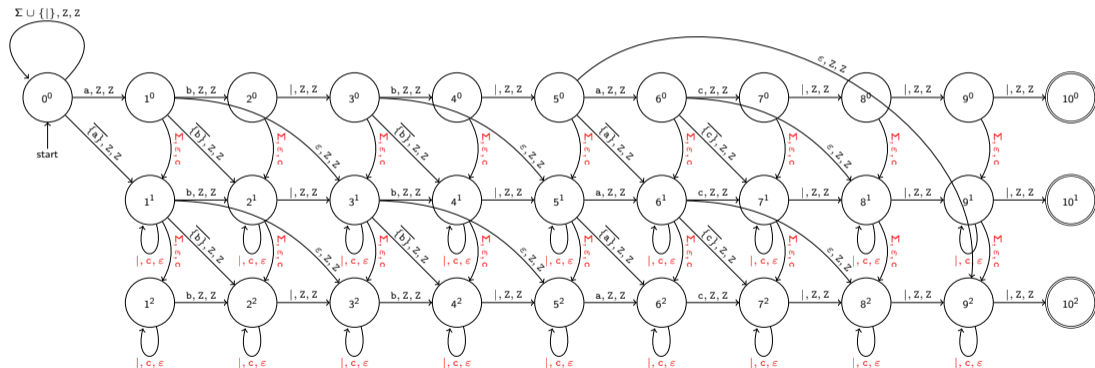 Σ ∪ {|}, Z, Z
ε, Z, Z
0⁰ a, Z, Z 1⁰ b, Z, Z 2⁰ |, Z, Z 3⁰ b, Z, Z 4⁰ |, Z, Z 5⁰ a, Z, Z 6⁰ c, Z, Z 7⁰ |, Z, Z 8⁰ |, Z, Z 9⁰ |, Z, Z 10⁰
start
{a}, Z, Z {b}, Z, Z Σ, ε, c Σ, ε, c ε, Z, Z {b}, Z, Z Σ, ε, c Σ, ε, c ε, Z, Z {a}, Z, Z Σ, ε, c {c}, Z, Z Σ, ε, c ε, Z, Z Σ, ε, c Σ, ε, c
1¹ b, Z, Z 2¹ |, Z, Z 3¹ b, Z, Z 4¹ |, Z, Z 5¹ a, Z, Z 6¹ c, Z, Z 7¹ |, Z, Z 8¹ |, Z, Z 9¹ |, Z, Z 10¹
|, c, ε |, c, ε |, c, ε |, c, ε |, c, ε |, c, ε |, c, ε |, c, ε |, c, ε
Σ, ε, c {b}, Z, Z Σ, ε, c ε, Z, Z Σ, ε, c {b}, Z, Z Σ, ε, c ε, Z, Z Σ, ε, c {a}, Z, Z Σ, ε, c {c}, Z, Z Σ, ε, c ε, Z, Z Σ, ε, c Σ, ε, c
1² b, Z, Z 2² |, Z, Z 3² b, Z, Z 4² |, Z, Z 5² a, Z, Z 6² c, Z, Z 7² |, Z, Z 8² |, Z, Z 9² |, Z, Z 10²
|, c, ε |, c, ε |, c, ε |, c, ε |, c, ε |, c, ε |, c, ε |, c, ε |, c, ε